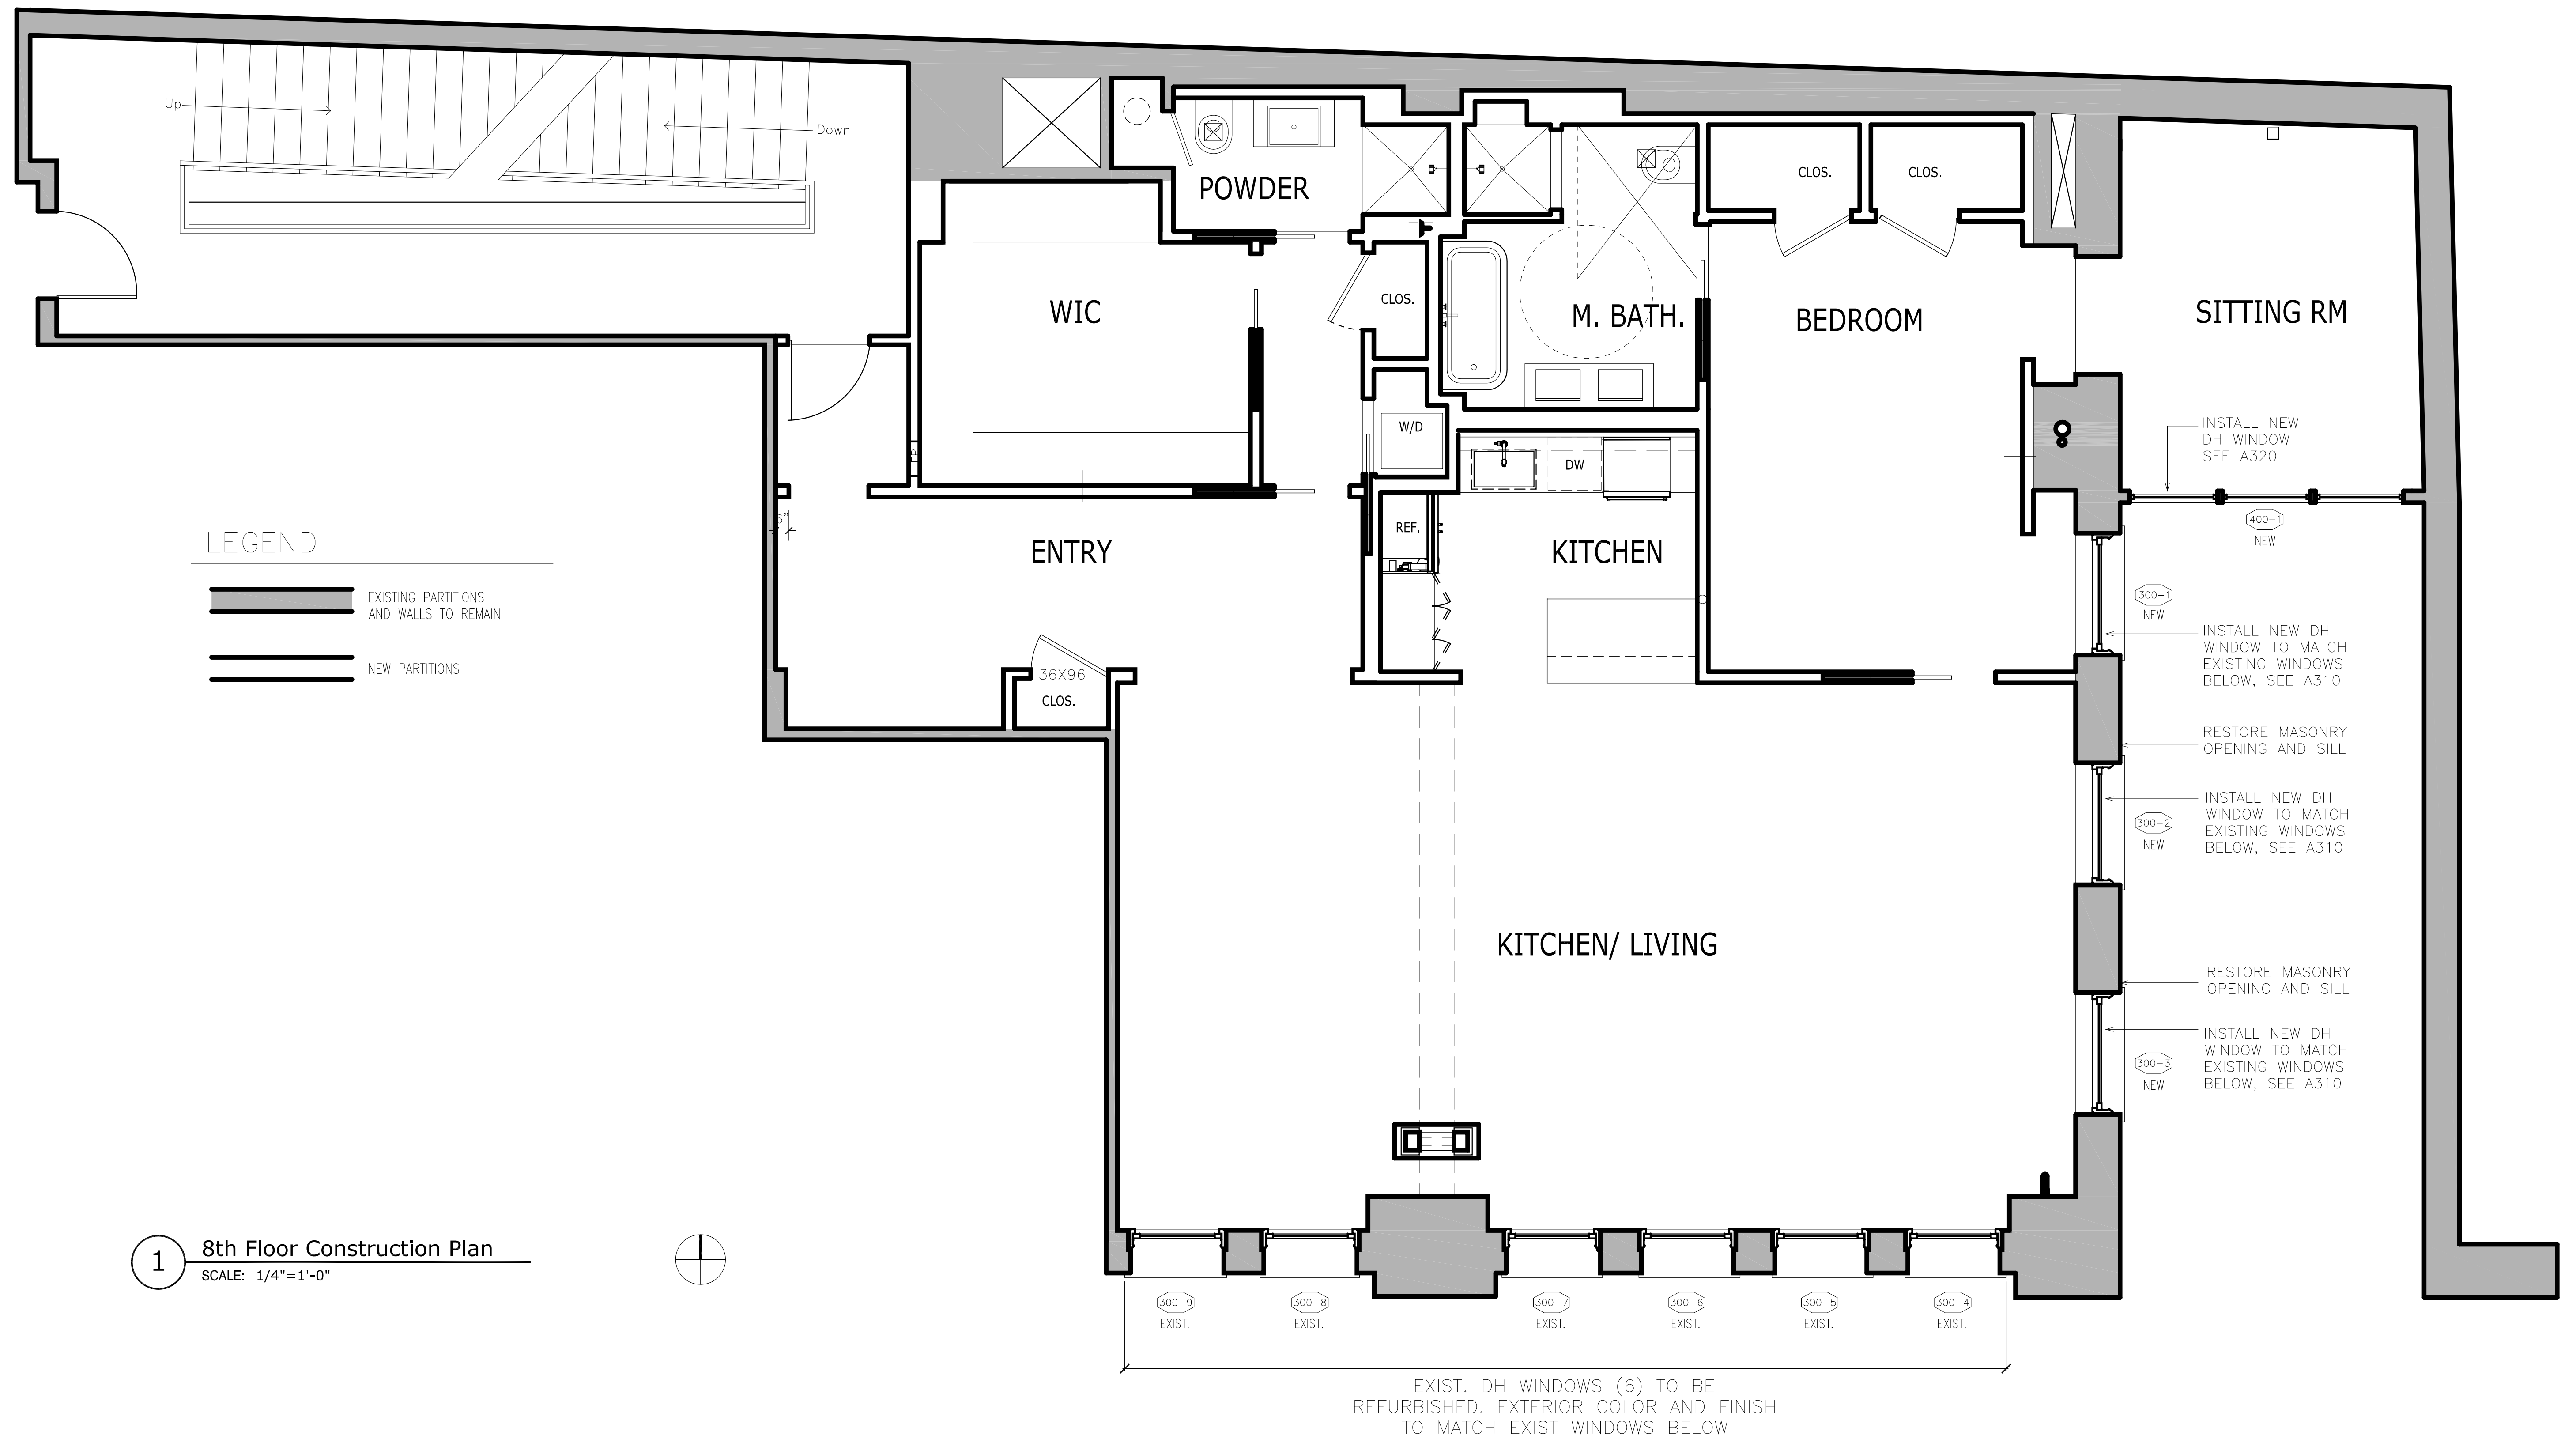 Up
Down
POWDER
CLOS.
CLOS.
WIC
CLOS.
M. BATH.
BEDROOM
SITTING RM
W/D
DW
FP
INSTALL NEW
DH WINDOW
SEE A320
400-1
NEW
REF.
ENTRY
KITCHEN
LEGEND
EXISTING PARTITIONS
AND WALLS TO REMAIN
NEW PARTITIONS
36X96
CLOS.
300-1
NEW
INSTALL NEW DH
WINDOW TO MATCH
EXISTING WINDOWS
BELOW, SEE A310
RESTORE MASONRY
OPENING AND SILL
300-2
NEW
INSTALL NEW DH
WINDOW TO MATCH
EXISTING WINDOWS
BELOW, SEE A310
KITCHEN/ LIVING
RESTORE MASONRY
OPENING AND SILL
300-3
NEW
INSTALL NEW DH
WINDOW TO MATCH
EXISTING WINDOWS
BELOW, SEE A310
1
8th Floor Construction Plan
SCALE: 1/4"=1'-0"
300-9
EXIST.
300-8
EXIST.
300-7
EXIST.
300-6
EXIST.
300-5
EXIST.
300-4
EXIST.
EXIST. DH WINDOWS (6) TO BE
REFURBISHED. EXTERIOR COLOR AND FINISH
TO MATCH EXIST WINDOWS BELOW